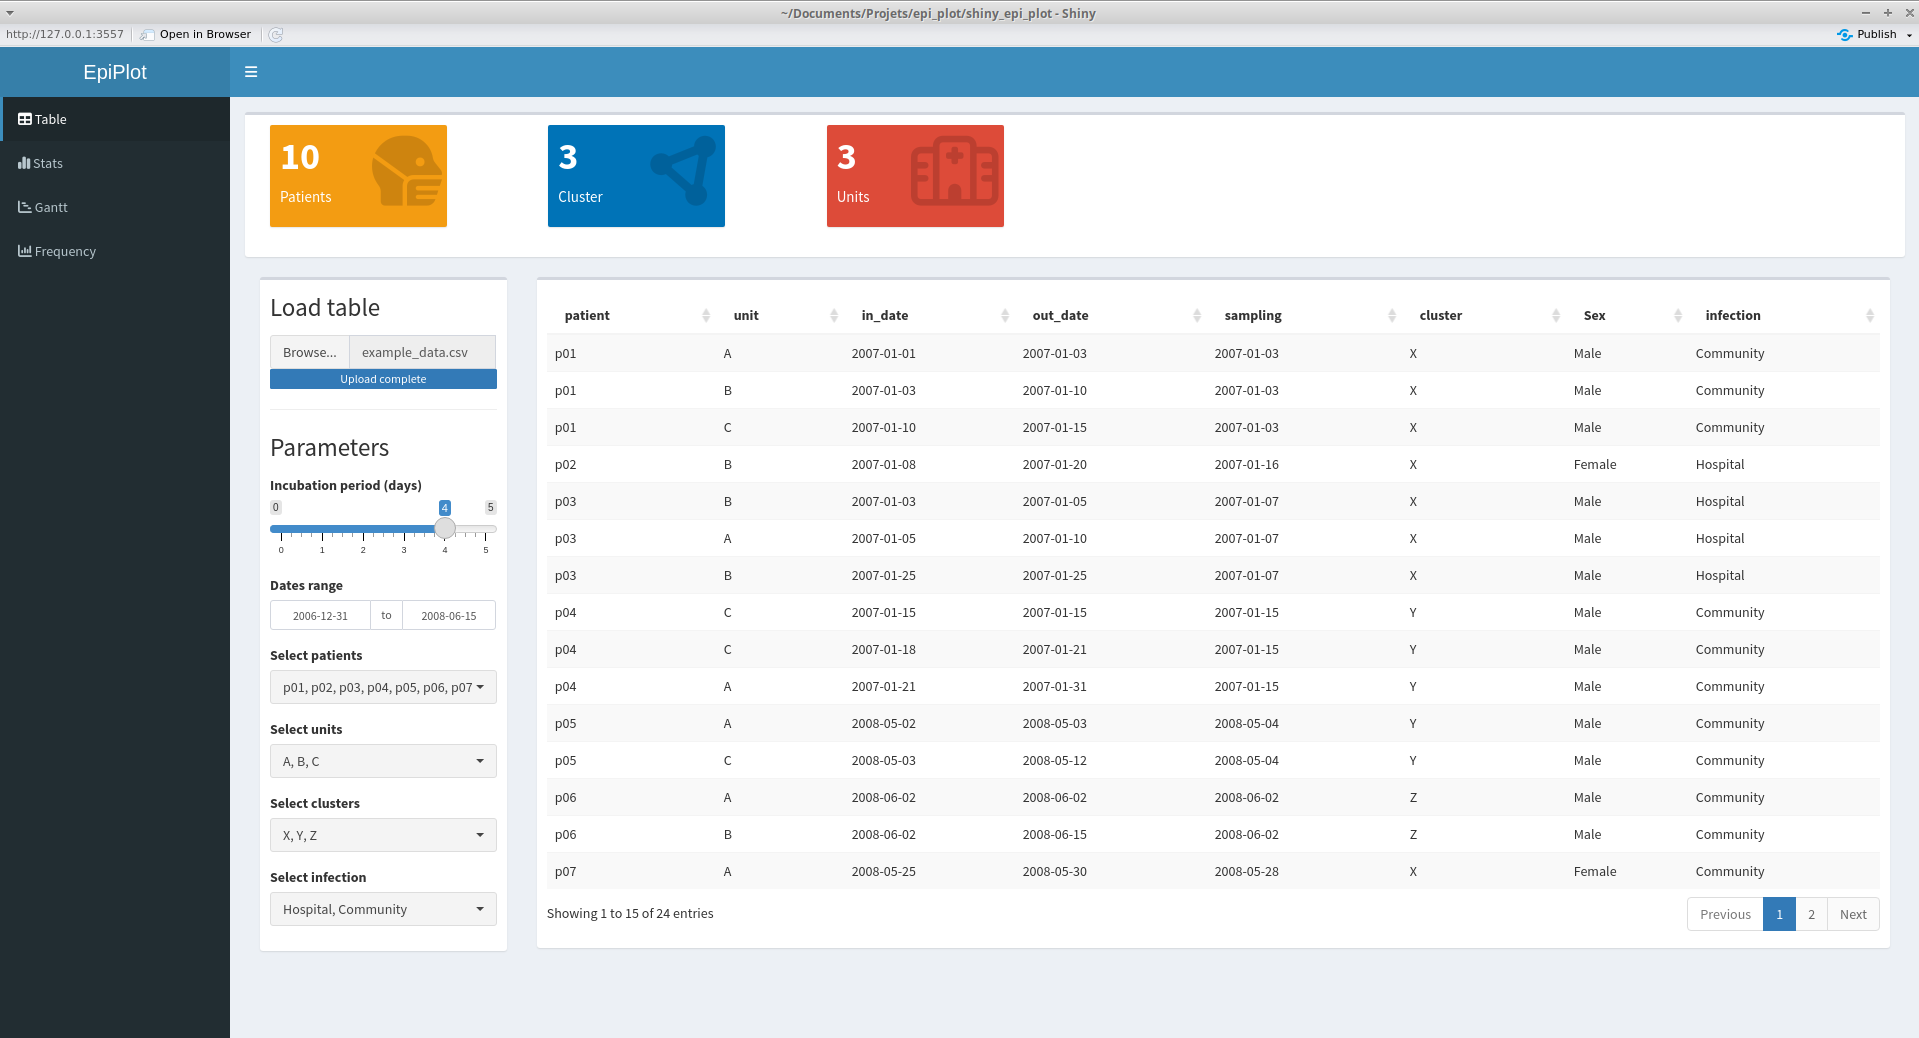 ~/Documents/Projets/epi_plot/shiny_epi_plot - Shiny
http://127.0.0.1:3557 Open in Browser Publish
EpiPlot
Table
Stats
Gantt
Frequency
10
Patients
3
Cluster
3
Units
Load table
Browse... example_data.csv
Upload complete
Parameters
Incubation period (days)
0 4 5
0 1 2 3 4 5
Dates range
2006-12-31 to 2008-06-15
Select patients
p01, p02, p03, p04, p05, p06, p07
Select units
A, B, C
Select clusters
X, Y, Z
Select infection
Hospital, Community
patient unit in_date out_date sampling cluster Sex infection
p01 A 2007-01-01 2007-01-03 2007-01-03 X Male Community
p01 B 2007-01-03 2007-01-10 2007-01-03 X Male Community
p01 C 2007-01-10 2007-01-15 2007-01-03 X Male Community
p02 B 2007-01-08 2007-01-20 2007-01-16 X Female Hospital
p03 B 2007-01-03 2007-01-05 2007-01-07 X Male Hospital
p03 A 2007-01-05 2007-01-10 2007-01-07 X Male Hospital
p03 B 2007-01-25 2007-01-25 2007-01-07 X Male Hospital
p04 C 2007-01-15 2007-01-15 2007-01-15 Y Male Community
p04 C 2007-01-18 2007-01-21 2007-01-15 Y Male Community
p04 A 2007-01-21 2007-01-31 2007-01-15 Y Male Community
p05 A 2008-05-02 2008-05-03 2008-05-04 Y Male Community
p05 C 2008-05-03 2008-05-12 2008-05-04 Y Male Community
p06 A 2008-06-02 2008-06-02 2008-06-02 Z Male Community
p06 B 2008-06-02 2008-06-15 2008-06-02 Z Male Community
p07 A 2008-05-25 2008-05-30 2008-05-28 X Female Community
Showing 1 to 15 of 24 entries
Previous 1 2 Next